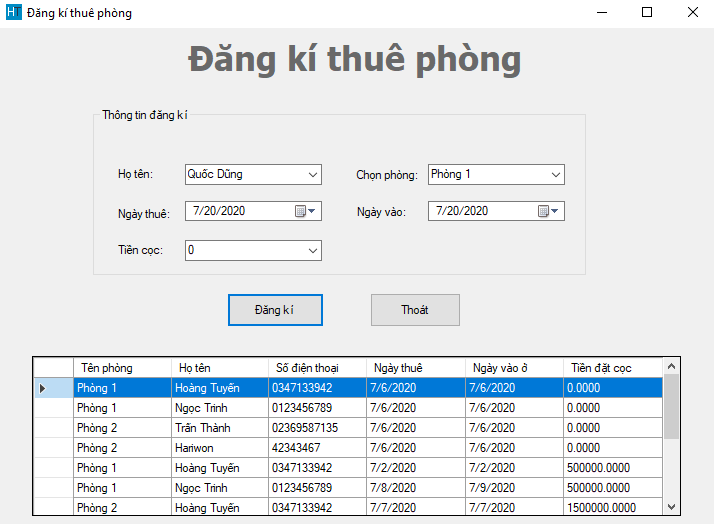 HT Đăng kí thuê phòng
Đăng kí thuê phòng
Thông tin đăng kí
Họ tên: Quốc Dũng Chọn phòng: Phòng 1
Ngày thuê: 7/20/2020 Ngày vào: 7/20/2020
Tiền cọc: 0
Đăng kí Thoát
Tên phòng Họ tên Số điện thoại Ngày thuê Ngày vào ở Tiền đặt cọc
Phòng 1 Hoàng Tuyến 0347133942 7/6/2020 7/6/2020 0.0000
Phòng 1 Ngọc Trinh 0123456789 7/6/2020 7/6/2020 0.0000
Phòng 2 Trấn Thành 02369587135 7/6/2020 7/6/2020 0.0000
Phòng 2 Hariwon 42343467 7/6/2020 7/6/2020 0.0000
Phòng 1 Hoàng Tuyến 0347133942 7/2/2020 7/2/2020 500000.0000
Phòng 1 Ngọc Trinh 0123456789 7/8/2020 7/9/2020 500000.0000
Phòng 2 Hoàng Tuyến 0347133942 7/7/2020 7/7/2020 1500000.0000